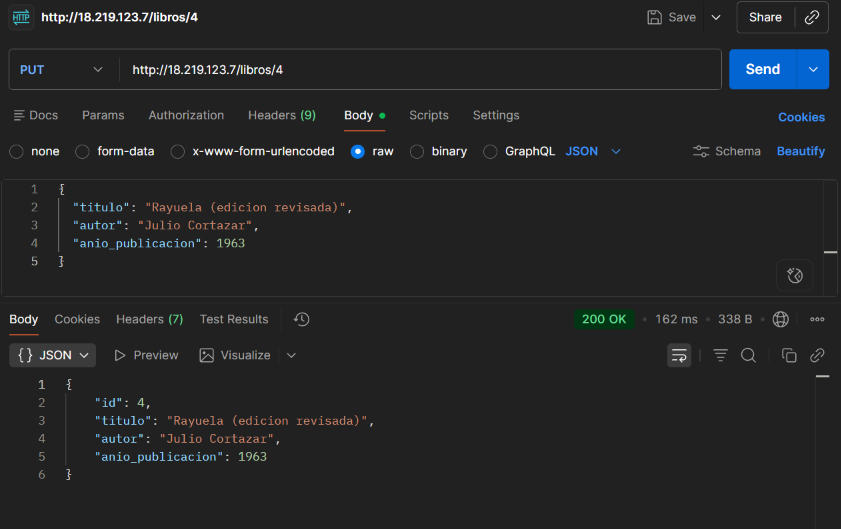 HTTP http://18.219.123.7/libros/4 Save Share
PUT http://18.219.123.7/libros/4 Send
Docs Params Authorization Headers (9) Body Scripts Settings Cookies
none form-data x-www-form-urlencoded raw binary GraphQL JSON Schema Beautify
1 {
2 "titulo": "Rayuela (edicion revisada)",
3 "autor": "Julio Cortazar",
4 "anio_publicacion": 1963
5 }
Body Cookies Headers (7) Test Results 200 OK • 162 ms • 338 B •
{} JSON Preview Visualize
1 {
2 "id": 4,
3 "titulo": "Rayuela (edicion revisada)",
4 "autor": "Julio Cortazar",
5 "anio_publicacion": 1963
6 }